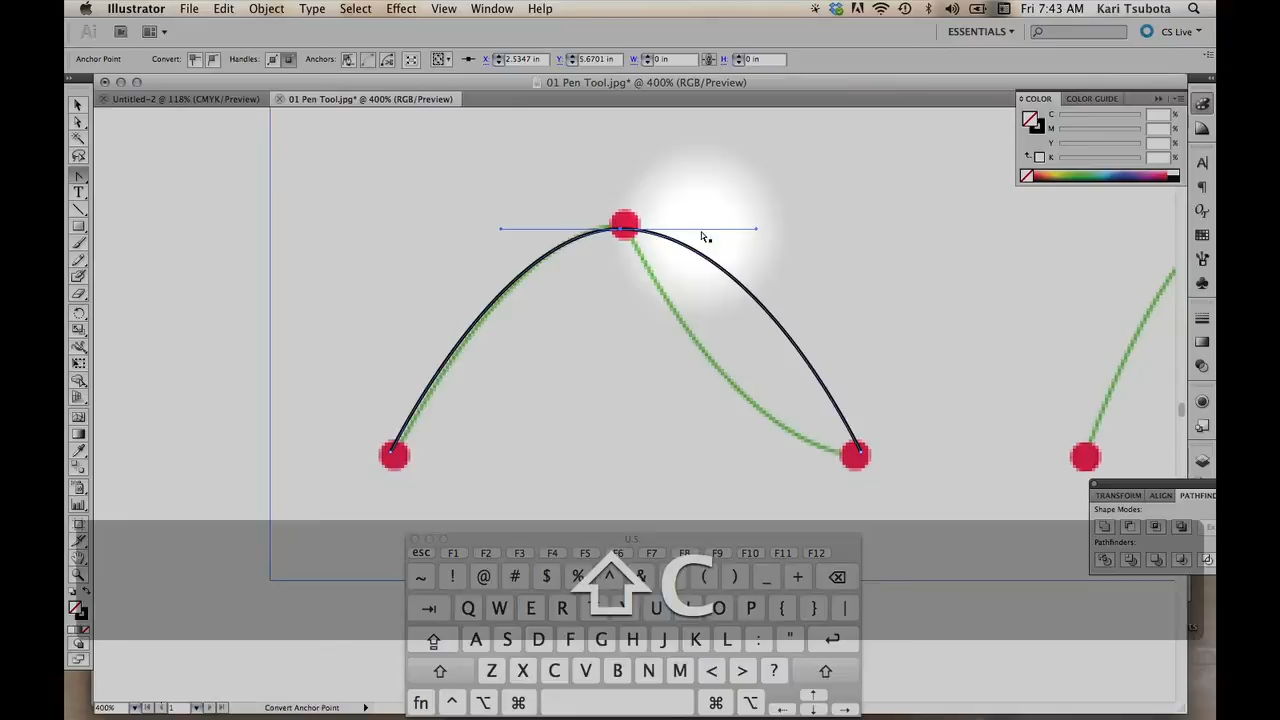 Illustrator File Edit Object Type Select Effect View Window Help Fri 7:43 AM Kari Tsubota
Ai Br ESSENTIALS CS Live
Anchor Point Convert: Handles: Anchors: X: 2.5347 in Y: 5.6701 in W: 0 in H: 0 in
01 Pen Tool.jpg* @ 400% (RGB/Preview)
Untitled-2 @ 118% (CMYK/Preview) 01 Pen Tool.jpg* @ 400% (RGB/Preview)
COLOR COLOR GUIDE
C %
M %
Y %
K %
T
TRANSFORM ALIGN PATHFIN
Shape Modes:
Pathfinders:
U.S.
esc F1 F2 F3 F4 F5 F6 F7 F8 F9 F10 F11 F12
C
~ ! @ # $ % ^ & ( ) _ + 
Q W E R Y U O P { } |
A S D F G H J K L : "
Z X C V B N M < > ?
fn ^ ⌥ ⌘ ⌘ ⌥
400% 1 Convert Anchor Point